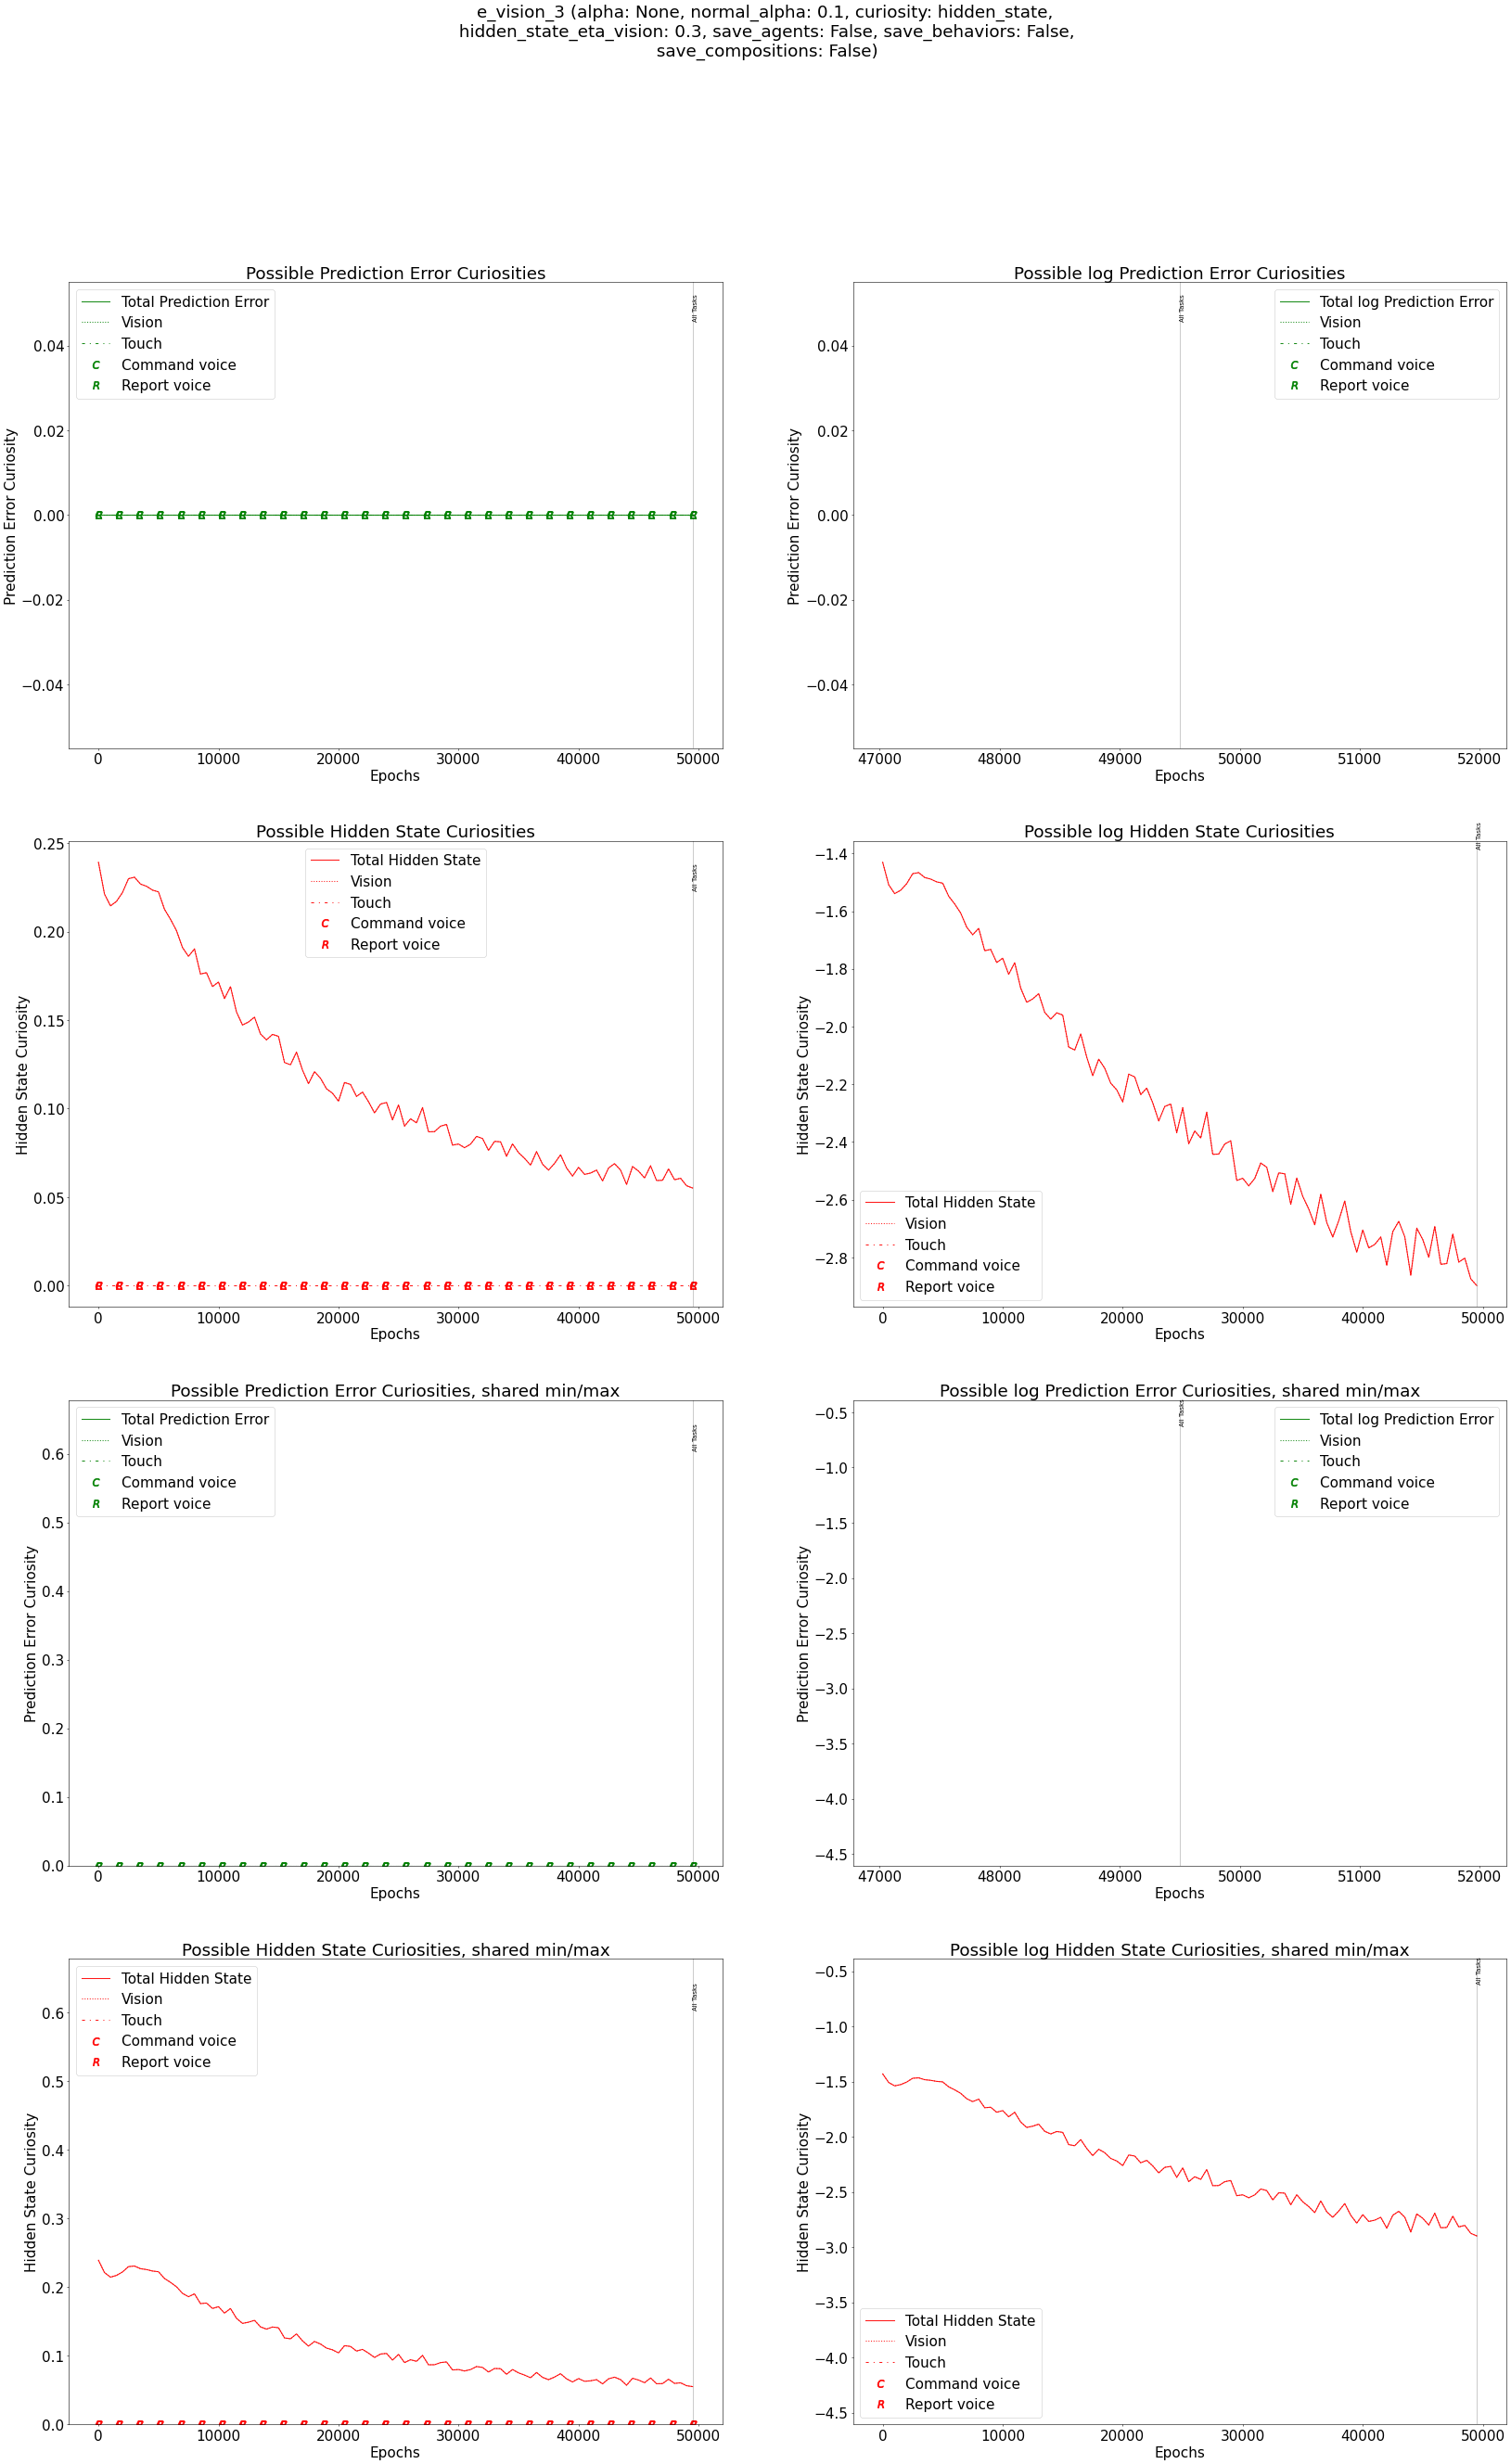 e_vision_3 (alpha: None, normal_alpha: 0.1, curiosity: hidden_state,
hidden_state_eta_vision: 0.3, save_agents: False, save_behaviors: False,
save_compositions: False)
Possible Prediction Error Curiosities
Total Prediction Error
Vision
Touch
C Command voice
R Report voice
All Tasks
Prediction Error Curiosity
0.04
0.02
0.00
−0.02
−0.04
0 10000 20000 30000 40000 50000
Epochs
Possible log Prediction Error Curiosities
Total log Prediction Error
Vision
Touch
C Command voice
R Report voice
All Tasks
Prediction Error Curiosity
0.04
0.02
0.00
−0.02
−0.04
47000 48000 49000 50000 51000 52000
Epochs
Possible Hidden State Curiosities
Total Hidden State
Vision
Touch
C Command voice
R Report voice
All Tasks
Hidden State Curiosity
0.25
0.20
0.15
0.10
0.05
0.00
0 10000 20000 30000 40000 50000
Epochs
Possible log Hidden State Curiosities
All Tasks
Hidden State Curiosity
−1.4
−1.6
−1.8
−2.0
−2.2
−2.4
−2.6
−2.8
Total Hidden State
Vision
Touch
C Command voice
R Report voice
0 10000 20000 30000 40000 50000
Epochs
Possible Prediction Error Curiosities, shared min/max
Total Prediction Error
Vision
Touch
C Command voice
R Report voice
All Tasks
Prediction Error Curiosity
0.6
0.5
0.4
0.3
0.2
0.1
0.0
0 10000 20000 30000 40000 50000
Epochs
Possible log Prediction Error Curiosities, shared min/max
Total log Prediction Error
Vision
Touch
C Command voice
R Report voice
All Tasks
Prediction Error Curiosity
−0.5
−1.0
−1.5
−2.0
−2.5
−3.0
−3.5
−4.0
−4.5
47000 48000 49000 50000 51000 52000
Epochs
Possible Hidden State Curiosities, shared min/max
Total Hidden State
Vision
Touch
C Command voice
R Report voice
All Tasks
Hidden State Curiosity
0.6
0.5
0.4
0.3
0.2
0.1
0.0
0 10000 20000 30000 40000 50000
Epochs
Possible log Hidden State Curiosities, shared min/max
All Tasks
Hidden State Curiosity
−0.5
−1.0
−1.5
−2.0
−2.5
−3.0
−3.5
−4.0
−4.5
Total Hidden State
Vision
Touch
C Command voice
R Report voice
0 10000 20000 30000 40000 50000
Epochs